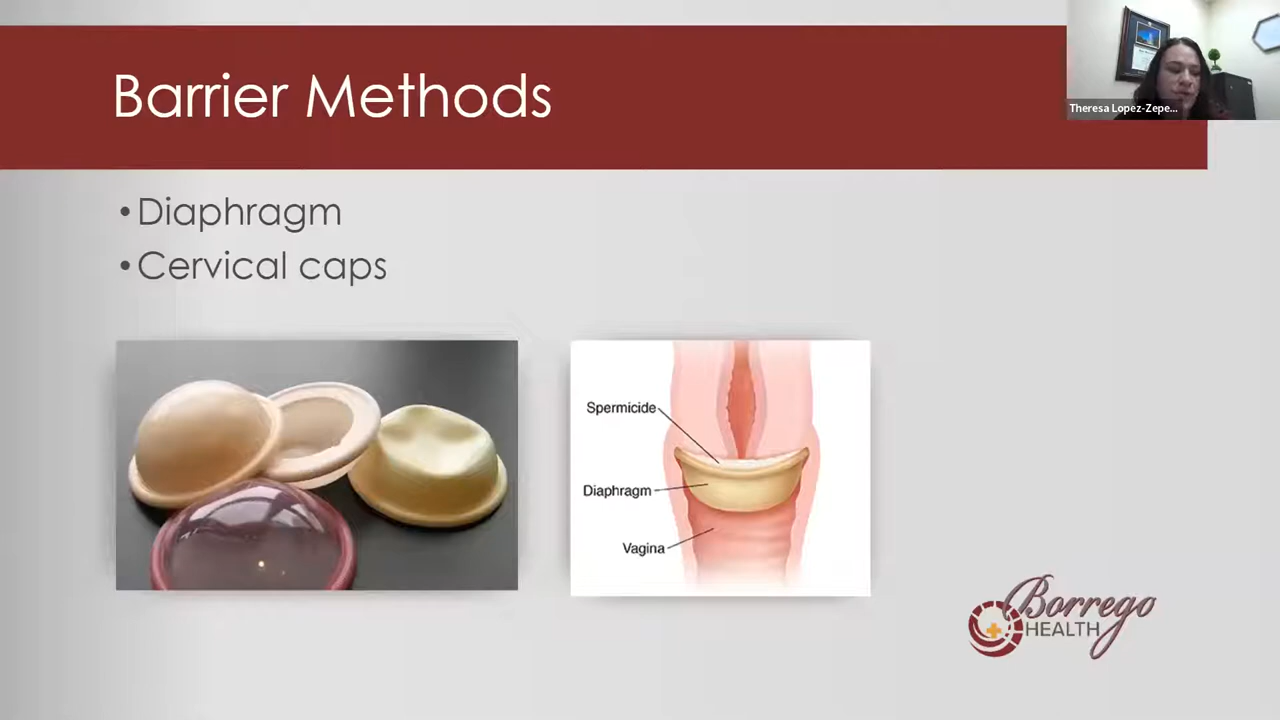 Barrier Methods
Theresa Lopez-Zepe...
• Diaphragm
• Cervical caps
Spermicide
Diaphragm
Vagina
Borrego
HEALTH